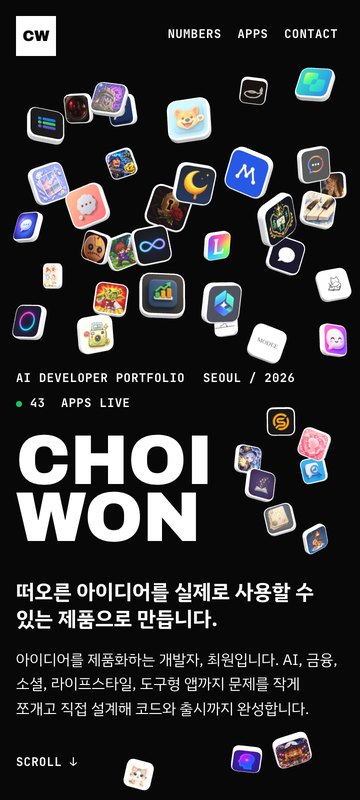 CW
NUMBERS APPS CONTACT
L
MODEE
AI DEVELOPER PORTFOLIO SEOUL / 2026
43 APPS LIVE
CHOI
WON
떠오른 아이디어를 실제로 사용할 수
있는 제품으로 만듭니다.
아이디어를 제품화하는 개발자, 최원입니다. AI, 금융,
소셜, 라이프스타일, 도구형 앱까지 문제를 작게
쪼개고 직접 설계해 코드와 출시까지 완성합니다.
SCROLL ↓